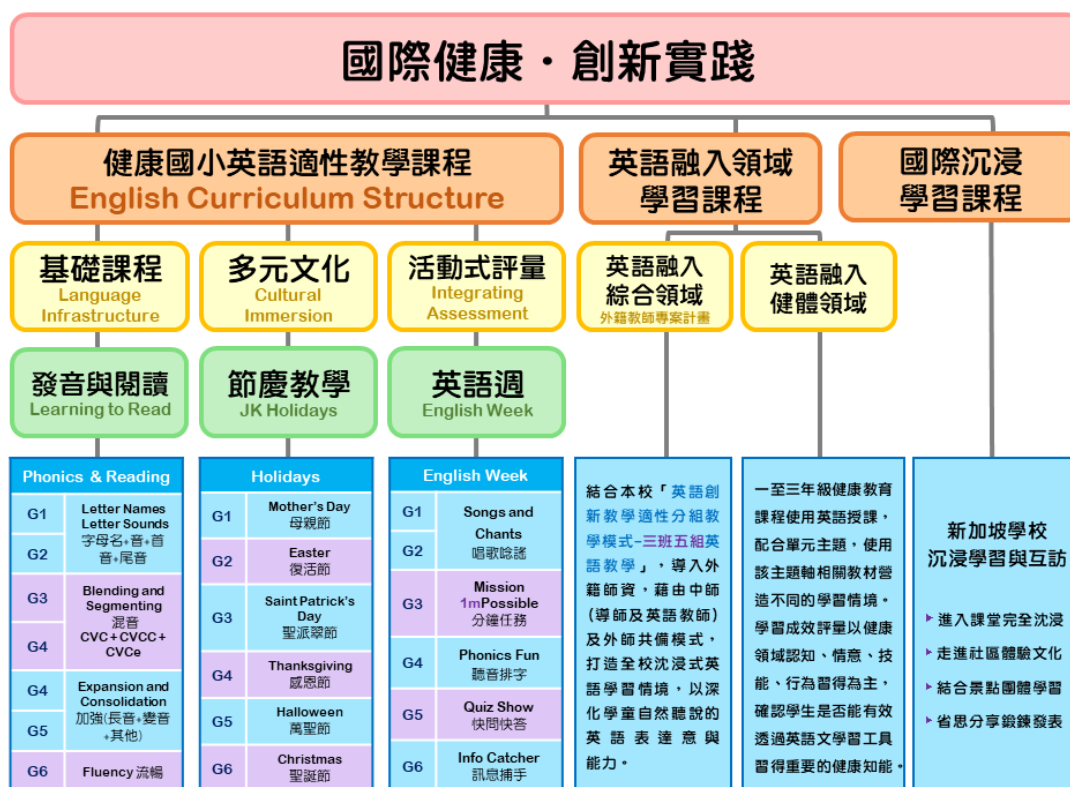 國際健康・創新實踐
健康國小英語適性教學課程
English Curriculum Structure
英語融入領域
學習課程
國際沉浸
學習課程
基礎課程
Language
Infrastructure
多元文化
Cultural
Immersion
活動式評量
Integrating
Assessment
英語融入
綜合領域
外籍教師專案計畫
英語融入
健體領域
發音與閱讀
Learning to Read
節慶教學
JK Holidays
英語週
English Week
Phonics & Reading
G1
G2
Letter Names
Letter Sounds
字母名+音+首
音+尾音
G3
G4
Blending and
Segmenting
混音
CVC + CVCC +
CVCe
G4
G5
Expansion and
Consolidation
加強(長音+變音
+其他)
G6
Fluency 流暢
Holidays
G1
Mother's Day
母親節
G2
Easter
復活節
G3
Saint Patrick's
Day
聖派翠節
G4
Thanksgiving
感恩節
G5
Halloween
萬聖節
G6
Christmas
聖誕節
English Week
G1
G2
Songs and
Chants
唱歌唸謠
G3
Mission
1mPossible
分鐘任務
G4
Phonics Fun
聽音排字
G5
Quiz Show
快問快答
G6
Info Catcher
訊息捕手
結合本校「英語創
新教學適性分組教
學模式-三班五組英
語教學」，導入外
籍師資，藉由中師
(導師及英語教師)
及外師共備模式，
打造全校沈浸式英
語學習情境，以深
化學童自然聽說的
英語表達意與
能力。
一至三年級健康教育
課程使用英語授課，
配合單元主題，使用
該主題軸相關教材營
造不同的學習情境。
學習成效評量以健康
領域認知、情意、技
能、行為習得為主，
確認學生是否能有效
透過英語文學習工具
習得重要的健康知能。
新加坡學校
沉浸學習與互訪
▸ 進入課堂完全沈浸
▸ 走進社區體驗文化
▸ 結合景點團體學習
▸ 省思分享鍛鍊發表